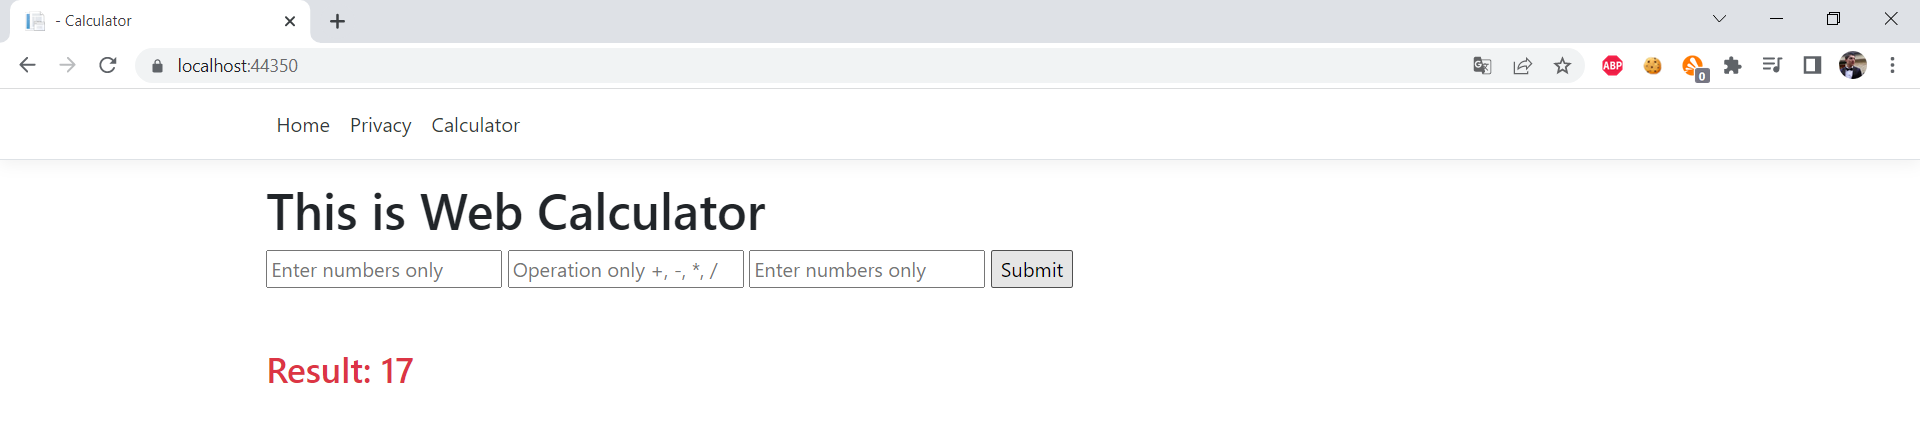 - Calculator
localhost:44350
ABP
0
Home Privacy Calculator
This is Web Calculator
Enter numbers only Operation only +, -, *, / Enter numbers only Submit
Result: 17